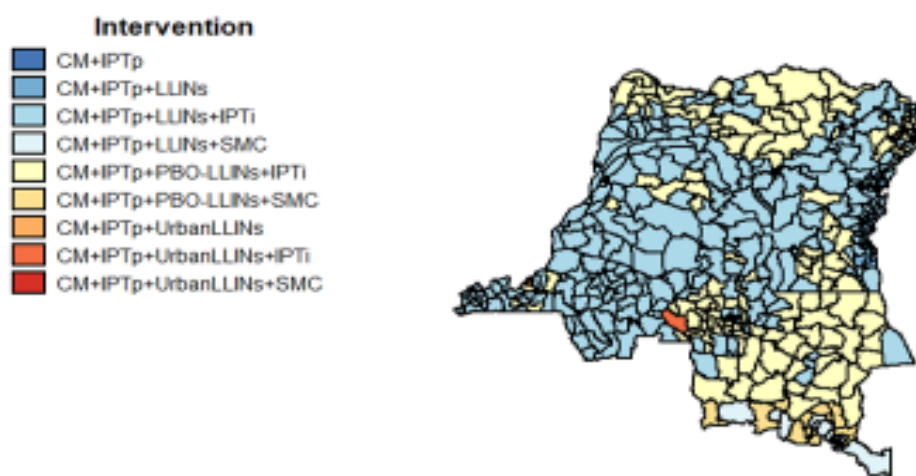 Intervention
CM+IPTp
CM+IPTp+LLINs
CM+IPTp+LLINs+IPTi
CM+IPTp+LLINs+SMC
CM+IPTp+PBO-LLINs+IPTi
CM+IPTp+PBO-LLINs+SMC
CM+IPTp+UrbanLLINs
CM+IPTp+UrbanLLINs+IPTi
CM+IPTp+UrbanLLINs+SMC